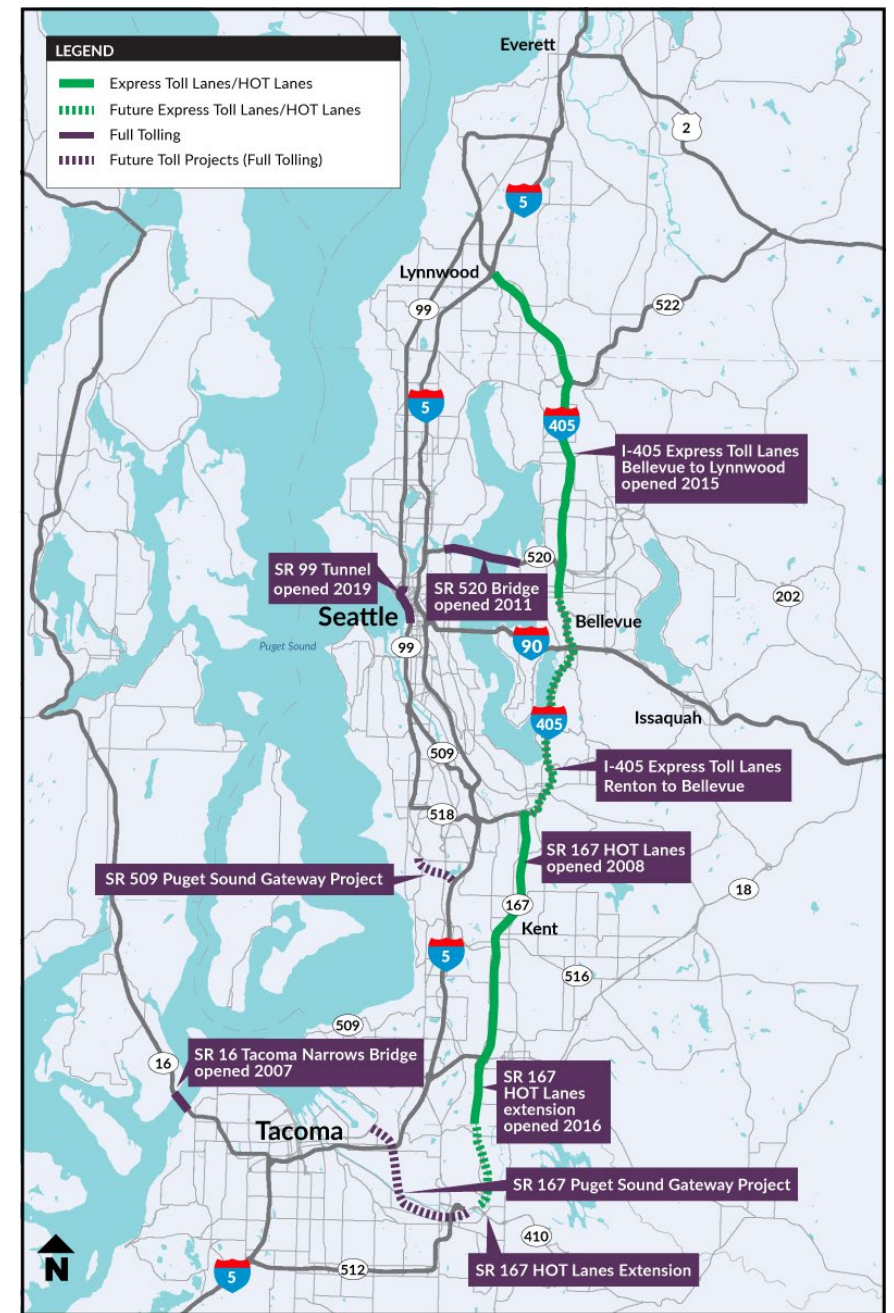 LEGEND
Express Toll Lanes/HOT Lanes
Future Express Toll Lanes/HOT Lanes
Full Tolling
Future Toll Projects (Full Tolling)
Everett
2
5
Lynnwood
99
522
5
405
I-405 Express Toll Lanes
Bellevue to Lynnwood
opened 2015
520
SR 99 Tunnel
opened 2019
SR 520 Bridge
opened 2011
202
Seattle
Bellevue
90
99
Puget Sound
Issaquah
405
509
I-405 Express Toll Lanes
Renton to Bellevue
518
SR 167 HOT Lanes
opened 2008
SR 509 Puget Sound Gateway Project
18
167
Kent
5
516
509
SR 16 Tacoma Narrows Bridge
opened 2007
16
SR 167
HOT Lanes
extension
opened 2016
Tacoma
SR 167 Puget Sound Gateway Project
410
N
5
512
SR 167 HOT Lanes Extension